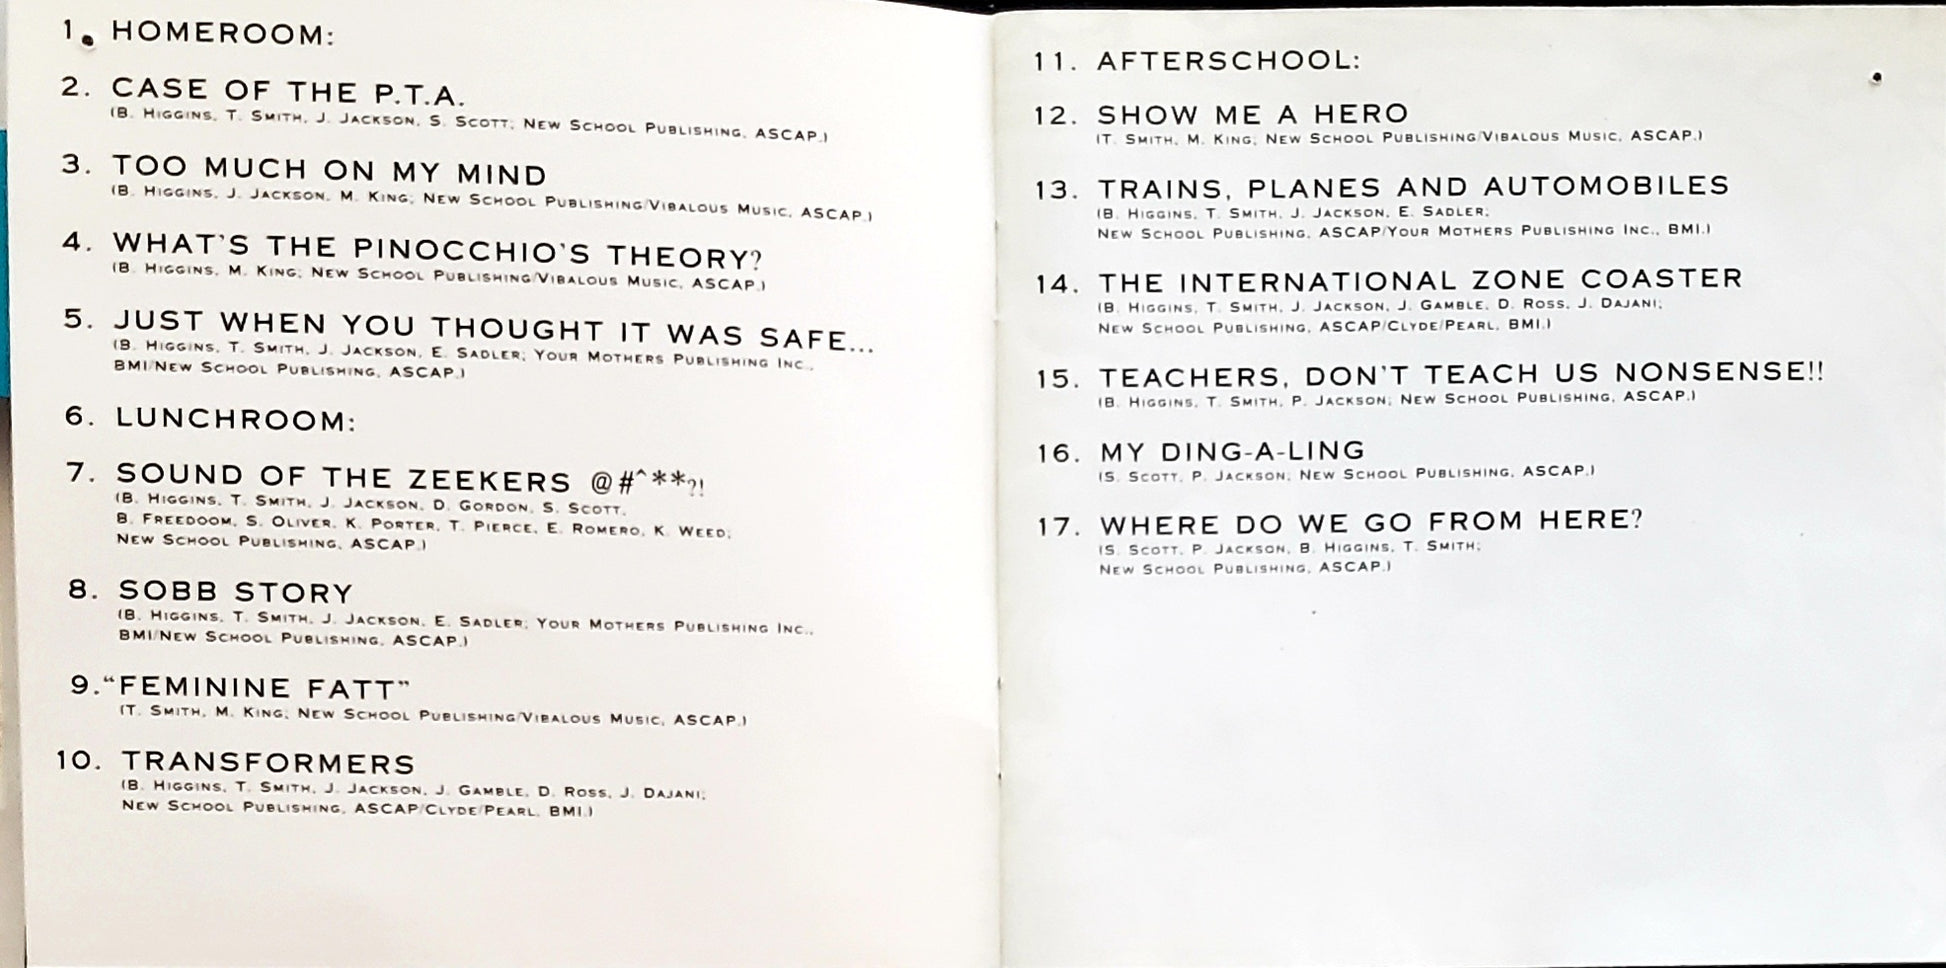 1. HOMEROOM:
2. CASE OF THE P.T.A.
(B. HIGGINS, T. SMITH, J. JACKSON, S. SCOTT; NEW SCHOOL PUBLISHING, ASCAP.)
3. TOO MUCH ON MY MIND
(B. HIGGINS, J. JACKSON, M. KING; NEW SCHOOL PUBLISHING/VIBALOUS MUSIC, ASCAP.)
4. WHAT'S THE PINOCCHIO'S THEORY?
(B. HIGGINS, M. KING; NEW SCHOOL PUBLISHING/VIBALOUS MUSIC, ASCAP.)
5. JUST WHEN YOU THOUGHT IT WAS SAFE...
(B. HIGGINS, T. SMITH, J. JACKSON, E. SADLER; YOUR MOTHERS PUBLISHING INC.,
BMI/NEW SCHOOL PUBLISHING, ASCAP.)
6. LUNCHROOM:
7. SOUND OF THE ZEEKERS @#^**?!
(B. HIGGINS, T. SMITH, J. JACKSON, D. GORDON, S. SCOTT,
B. FREEDOOM, S. OLIVER, K. PORTER, T. PIERCE, E. ROMERO, K. WEED;
NEW SCHOOL PUBLISHING, ASCAP.)
8. SOBB STORY
(B. HIGGINS, T. SMITH, J. JACKSON, E. SADLER; YOUR MOTHERS PUBLISHING INC.,
BMI/NEW SCHOOL PUBLISHING, ASCAP.)
9. “FEMININE FATT”
(T. SMITH, M. KING; NEW SCHOOL PUBLISHING/VIBALOUS MUSIC, ASCAP.)
10. TRANSFORMERS
(B. HIGGINS, T. SMITH, J. JACKSON, J. GAMBLE, D. ROSS, J. DAJANI;
NEW SCHOOL PUBLISHING, ASCAP/CLYDE/PEARL, BMI.)
11. AFTERSCHOOL:
12. SHOW ME A HERO
(T. SMITH, M. KING; NEW SCHOOL PUBLISHING/VIBALOUS MUSIC, ASCAP.)
13. TRAINS, PLANES AND AUTOMOBILES
(B. HIGGINS, T. SMITH, J. JACKSON, E. SADLER;
NEW SCHOOL PUBLISHING, ASCAP/YOUR MOTHERS PUBLISHING INC., BMI.)
14. THE INTERNATIONAL ZONE COASTER
(B. HIGGINS, T. SMITH, J. JACKSON, J. GAMBLE, D. ROSS, J. DAJANI;
NEW SCHOOL PUBLISHING, ASCAP/CLYDE/PEARL, BMI.)
15. TEACHERS, DON'T TEACH US NONSENSE!!
(B. HIGGINS, T. SMITH, P. JACKSON; NEW SCHOOL PUBLISHING, ASCAP.)
16. MY DING-A-LING
(S. SCOTT, P. JACKSON; NEW SCHOOL PUBLISHING, ASCAP.)
17. WHERE DO WE GO FROM HERE?
(S. SCOTT, P. JACKSON, B. HIGGINS, T. SMITH;
NEW SCHOOL PUBLISHING, ASCAP.)